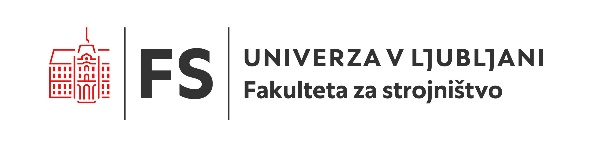 FS
UNIVERZA V LJUBLJANI
Fakulteta za strojništvo